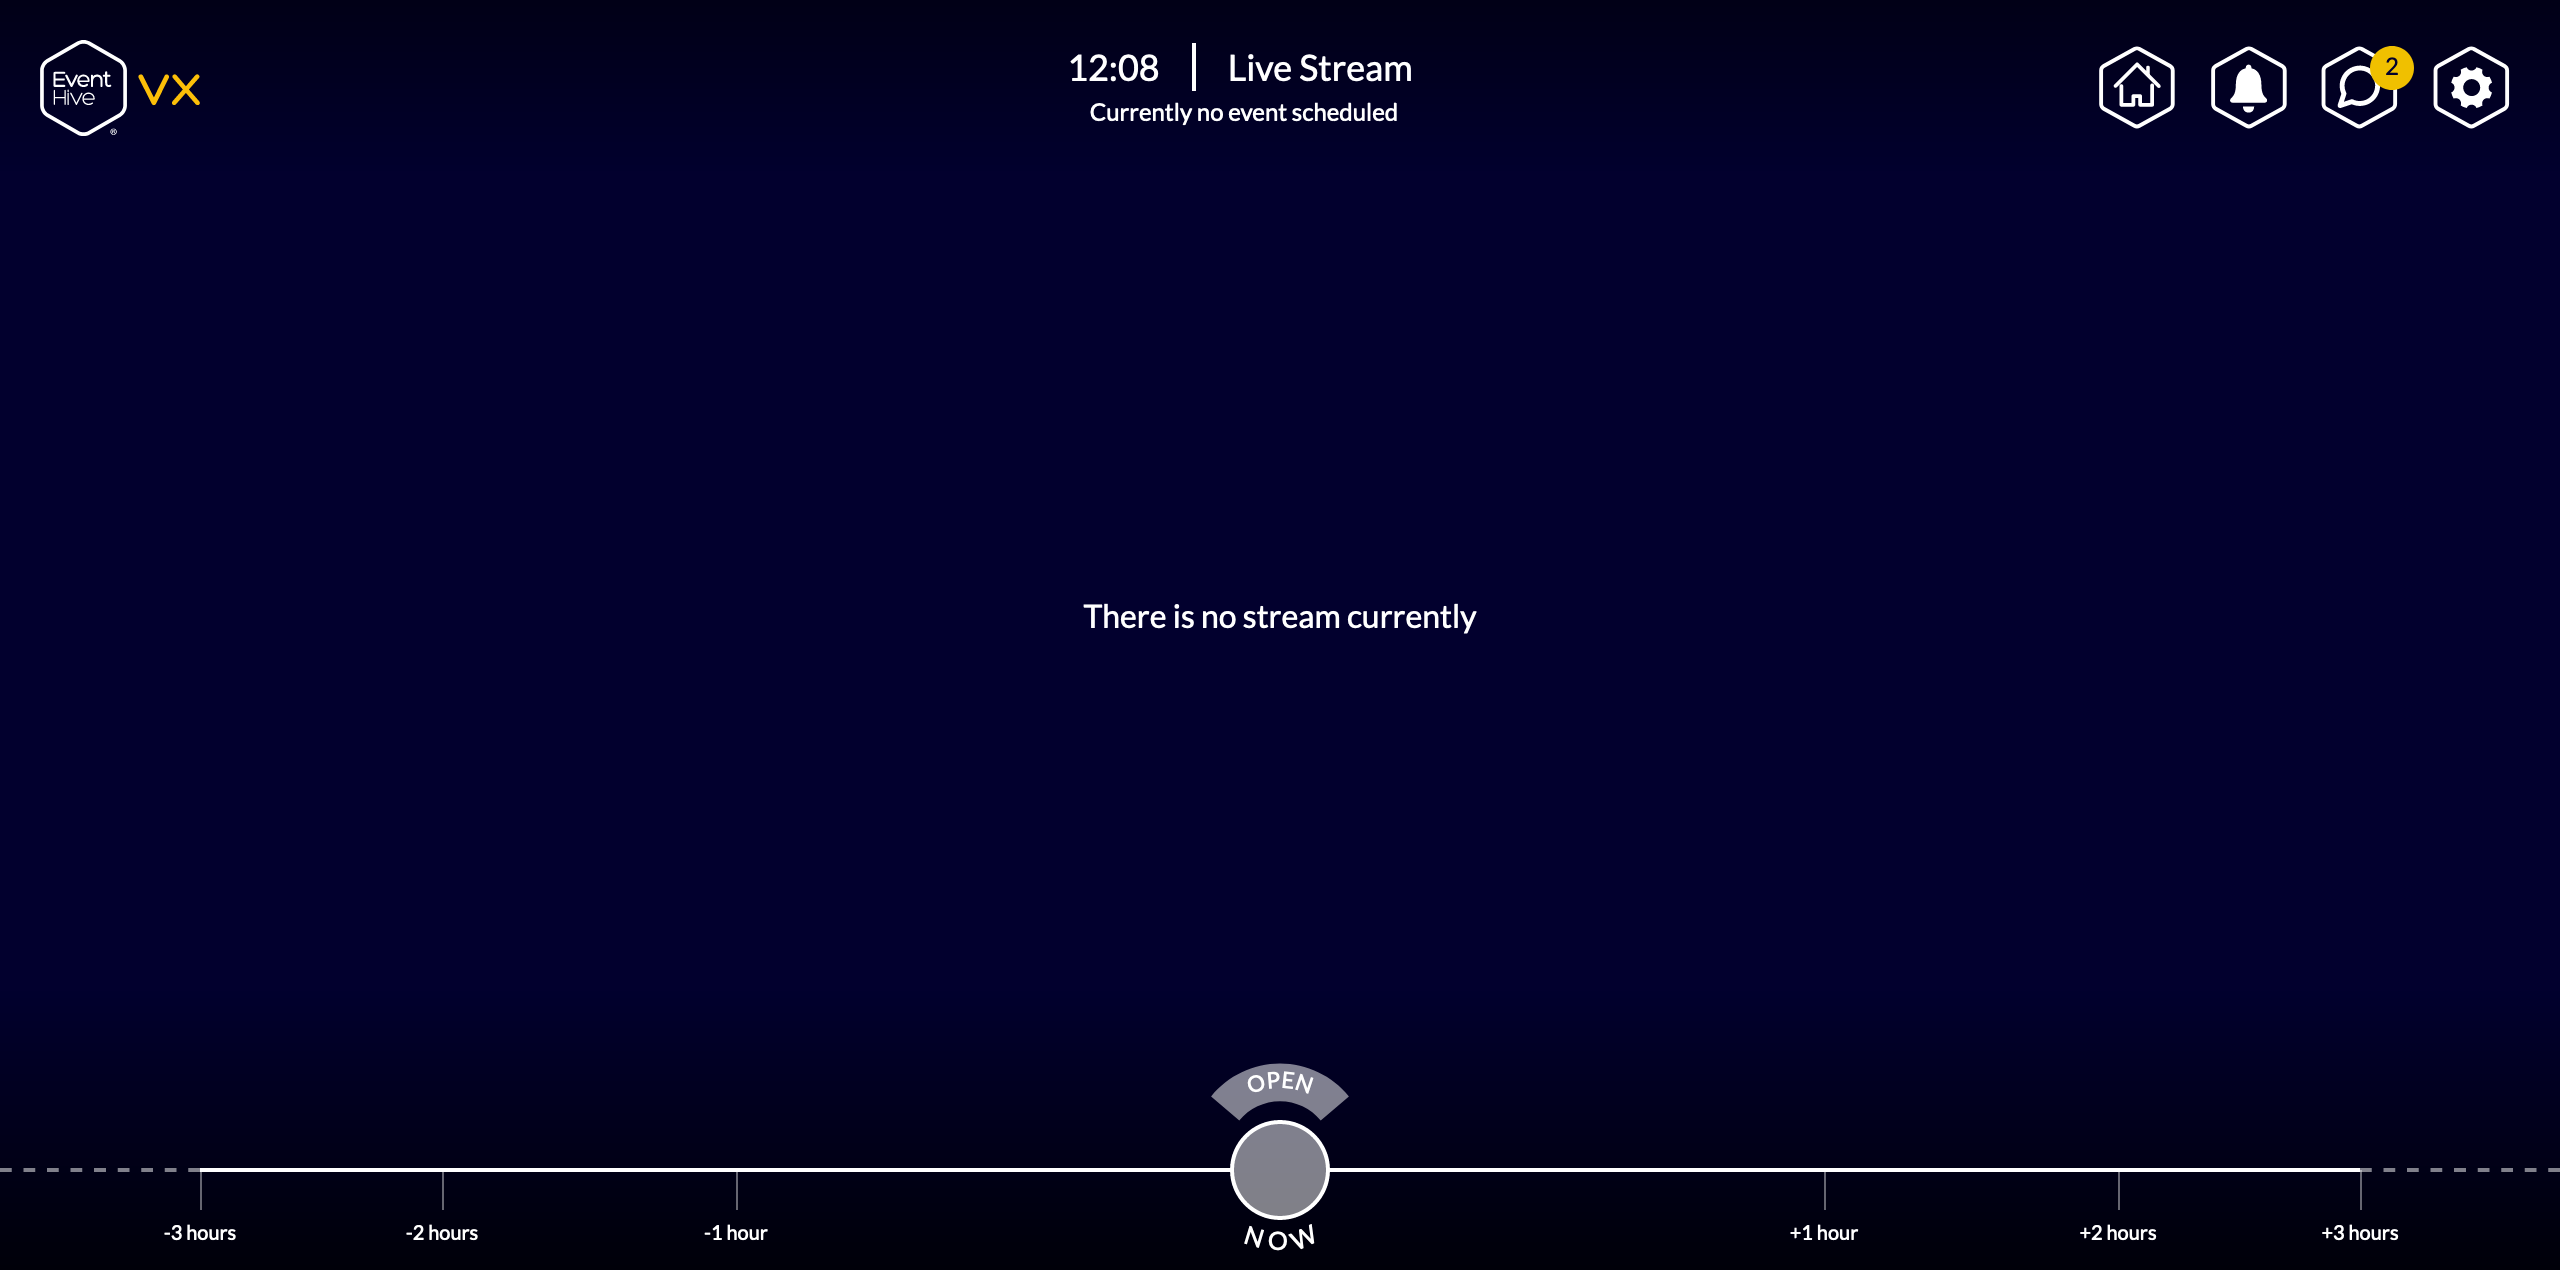 Event
Hive
®
VX
12:08
Live Stream
Currently no event scheduled
2
There is no stream currently
OPEN
NOW
-3 hours
-2 hours
-1 hour
+1 hour
+2 hours
+3 hours